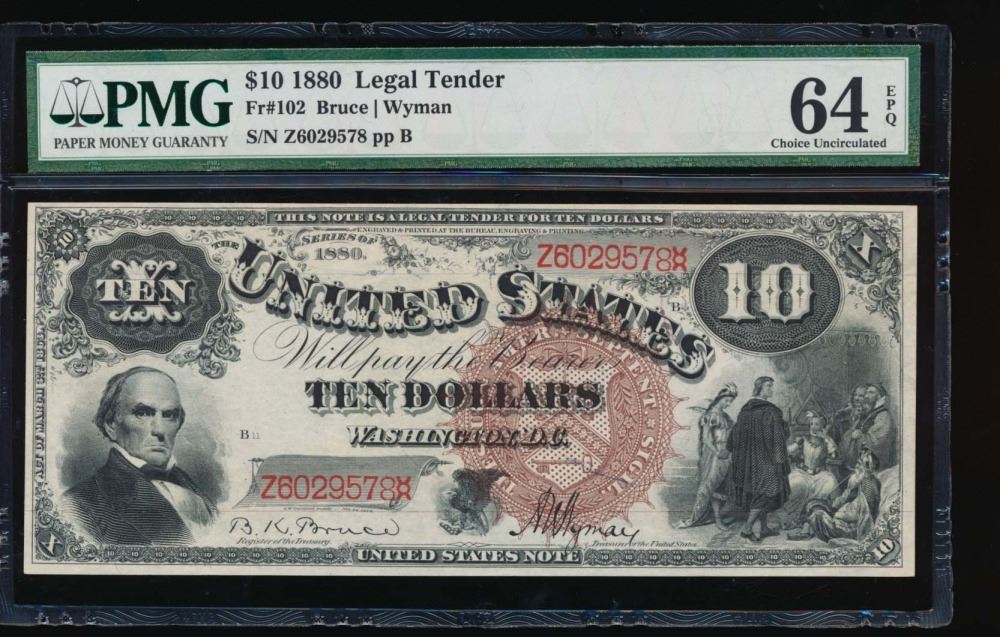 PMG
PAPER MONEY GUARANTY
$10 1880 Legal Tender
Fr#102 Bruce | Wyman
S/N Z6029578 pp B
64 EPQ
Choice Uncirculated
THIS NOTE IS A LEGAL TENDER FOR TEN DOLLARS
ENGRAVED & PRINTED AT THE BUREAU, ENGRAVING & PRINTING
SERIES OF
1880.
Z6029578
TEN
THE
UNITED STATES
10
B
Will pay the Bearer
TEN DOLLARS
WASHINGTON, D.C.
B 11
Z6029578
B. K. Bruce
Register of the Treasury.
A. U. Wyman
Treasurer of the United States.
UNITED STATES NOTE
X
10